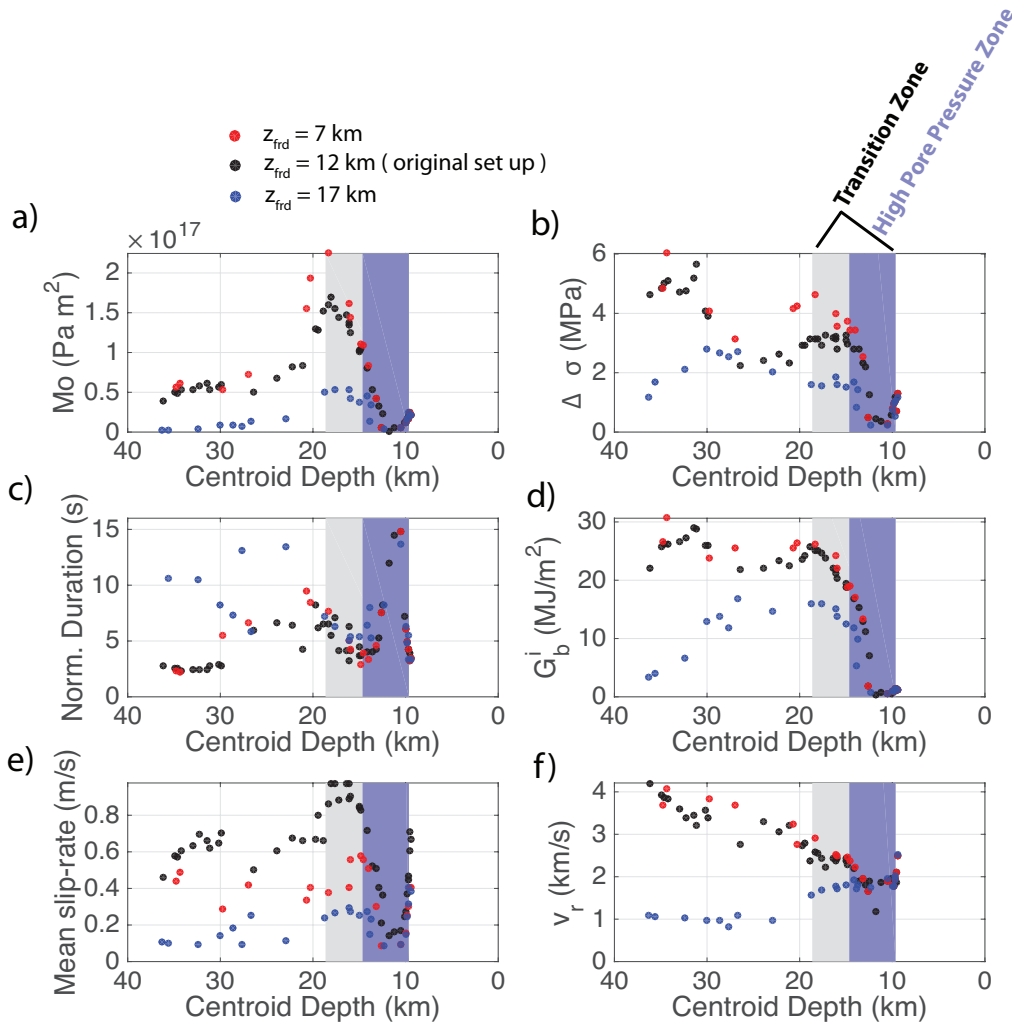 Transition Zone
High Pore Pressure Zone
z_frd = 7 km
z_frd = 12 km ( original set up )
z_frd = 17 km
a)
× 10^17
2
1.5
1
0.5
0
Mo (Pa m²)
40 30 20 10 0
Centroid Depth (km)
b)
6
4
2
0
Δ σ (MPa)
40 30 20 10 0
Centroid Depth (km)
c)
15
10
5
0
Norm. Duration (s)
40 30 20 10 0
Centroid Depth (km)
d)
30
20
10
0
G_b^i (MJ/m²)
40 30 20 10 0
Centroid Depth (km)
e)
0.8
0.6
0.4
0.2
0
Mean slip-rate (m/s)
40 30 20 10 0
Centroid Depth (km)
f)
4
3
2
1
0
v_r (km/s)
40 30 20 10 0
Centroid Depth (km)